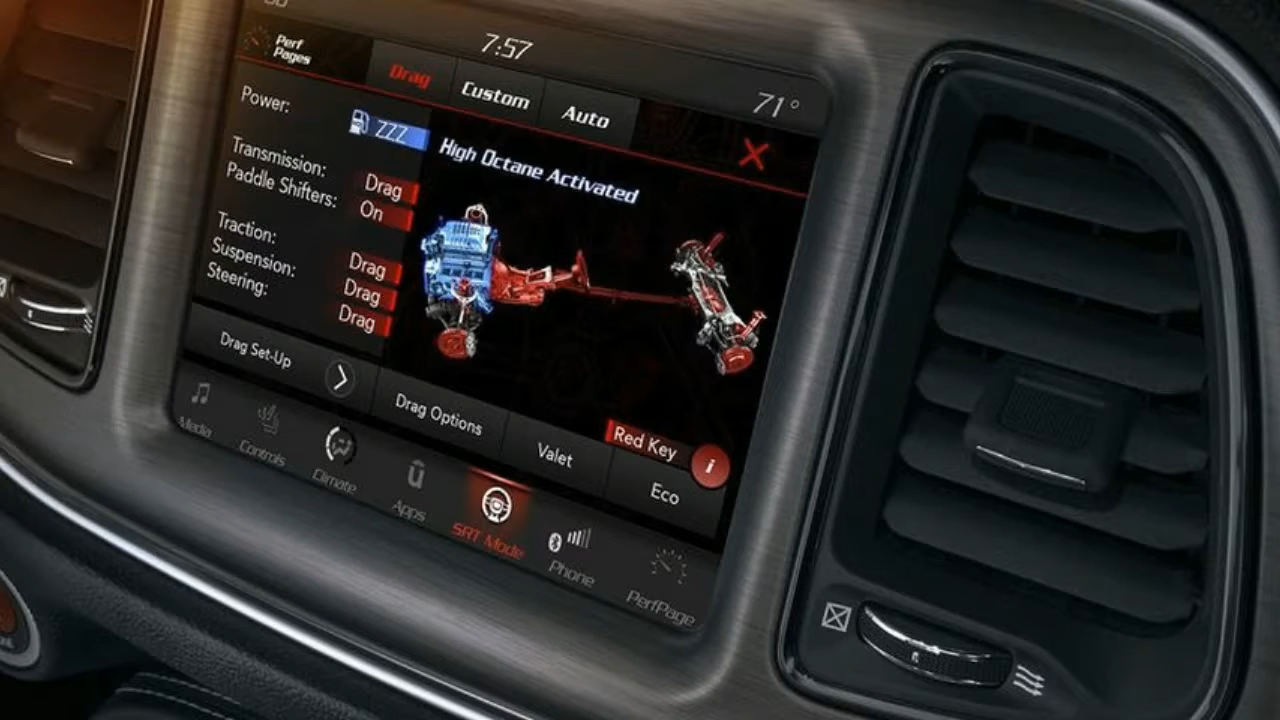 Perf
Pages
7:57
71°
Drag
Custom
Auto
Power:
ZZZ
High Octane Activated
Transmission:
Drag
Paddle Shifters:
On
Traction:
Drag
Suspension:
Drag
Steering:
Drag
Drag Set-Up
Drag Options
Valet
Red Key
i
Eco
Media
Controls
Climate
Apps
SRT Mode
Phone
PerfPage